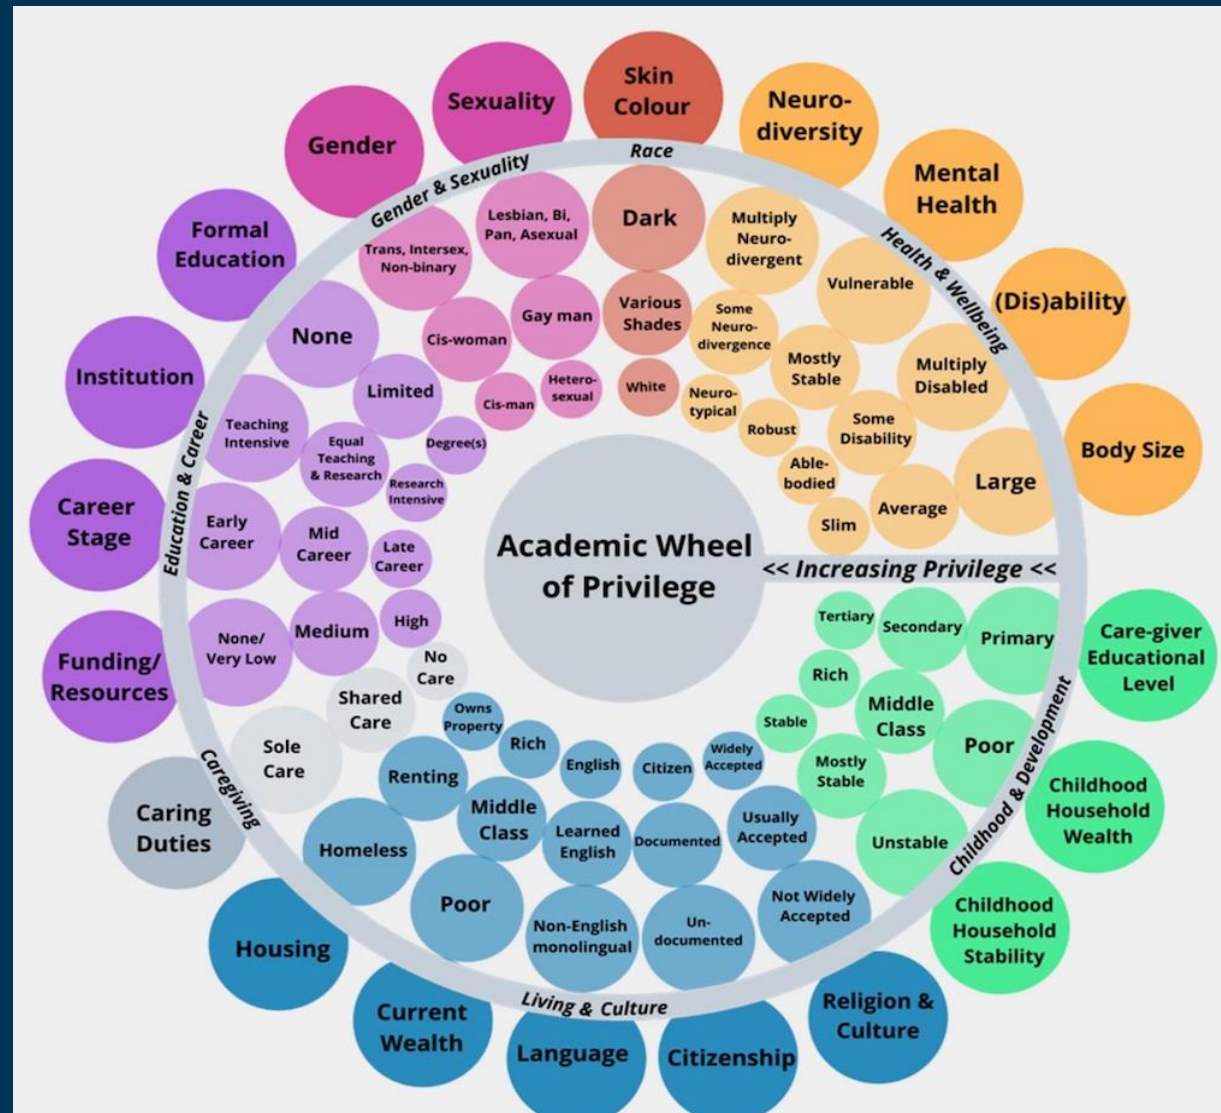 Skin
Colour
Neuro-
diversity
Mental
Health
(Dis)ability
Body Size
Care-giver
Educational
Level
Childhood
Household
Wealth
Childhood
Household
Stability
Religion &
Culture
Citizenship
Language
Current
Wealth
Housing
Caring
Duties
Funding/
Resources
Career
Stage
Institution
Formal
Education
Gender
Sexuality
Race
Health & Wellbeing
Childhood & Development
Living & Culture
Caregiving
Education & Career
Gender & Sexuality
Dark
Various
Shades
White
Multiply
Neuro-
divergent
Some
Neuro-
divergence
Neuro-
typical
Vulnerable
Mostly
Stable
Robust
Multiply
Disabled
Some
Disability
Able-
bodied
Large
Average
Slim
<< Increasing Privilege <<
Primary
Secondary
Tertiary
Poor
Middle
Class
Rich
Unstable
Mostly
Stable
Stable
Not Widely
Accepted
Usually
Accepted
Widely
Accepted
Un-
documented
Documented
Citizen
Non-English
monolingual
Learned
English
English
Poor
Middle
Class
Rich
Homeless
Renting
Owns
Property
Sole
Care
Shared
Care
No
Care
None/
Very Low
Medium
High
Early
Career
Mid
Career
Late
Career
Teaching
Intensive
Equal
Teaching
& Research
Research
Intensive
None
Limited
Degree(s)
Trans, Intersex,
Non-binary
Cis-woman
Cis-man
Lesbian, Bi,
Pan, Asexual
Gay man
Hetero-
sexual
Academic Wheel
of Privilege